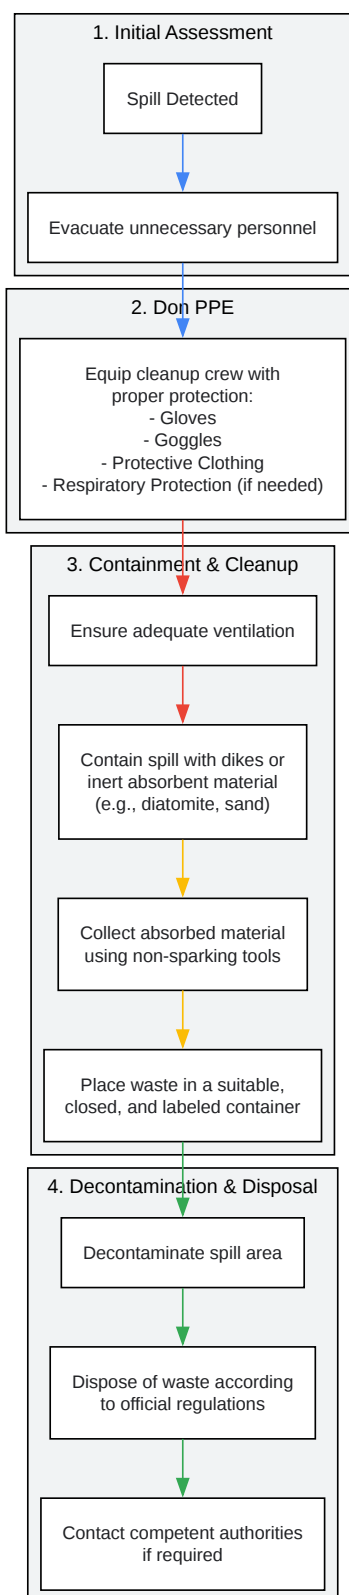 1. Initial Assessment
Spill Detected
Evacuate unnecessary personnel
2. Don PPE
Equip cleanup crew with
proper protection:
- Gloves
- Goggles
- Protective Clothing
- Respiratory Protection (if needed)
3. Containment & Cleanup
Ensure adequate ventilation
Contain spill with dikes or
inert absorbent material
(e.g., diatomite, sand)
Collect absorbed material
using non-sparking tools
Place waste in a suitable,
closed, and labeled container
4. Decontamination & Disposal
Decontaminate spill area
Dispose of waste according
to official regulations
Contact competent authorities
if required